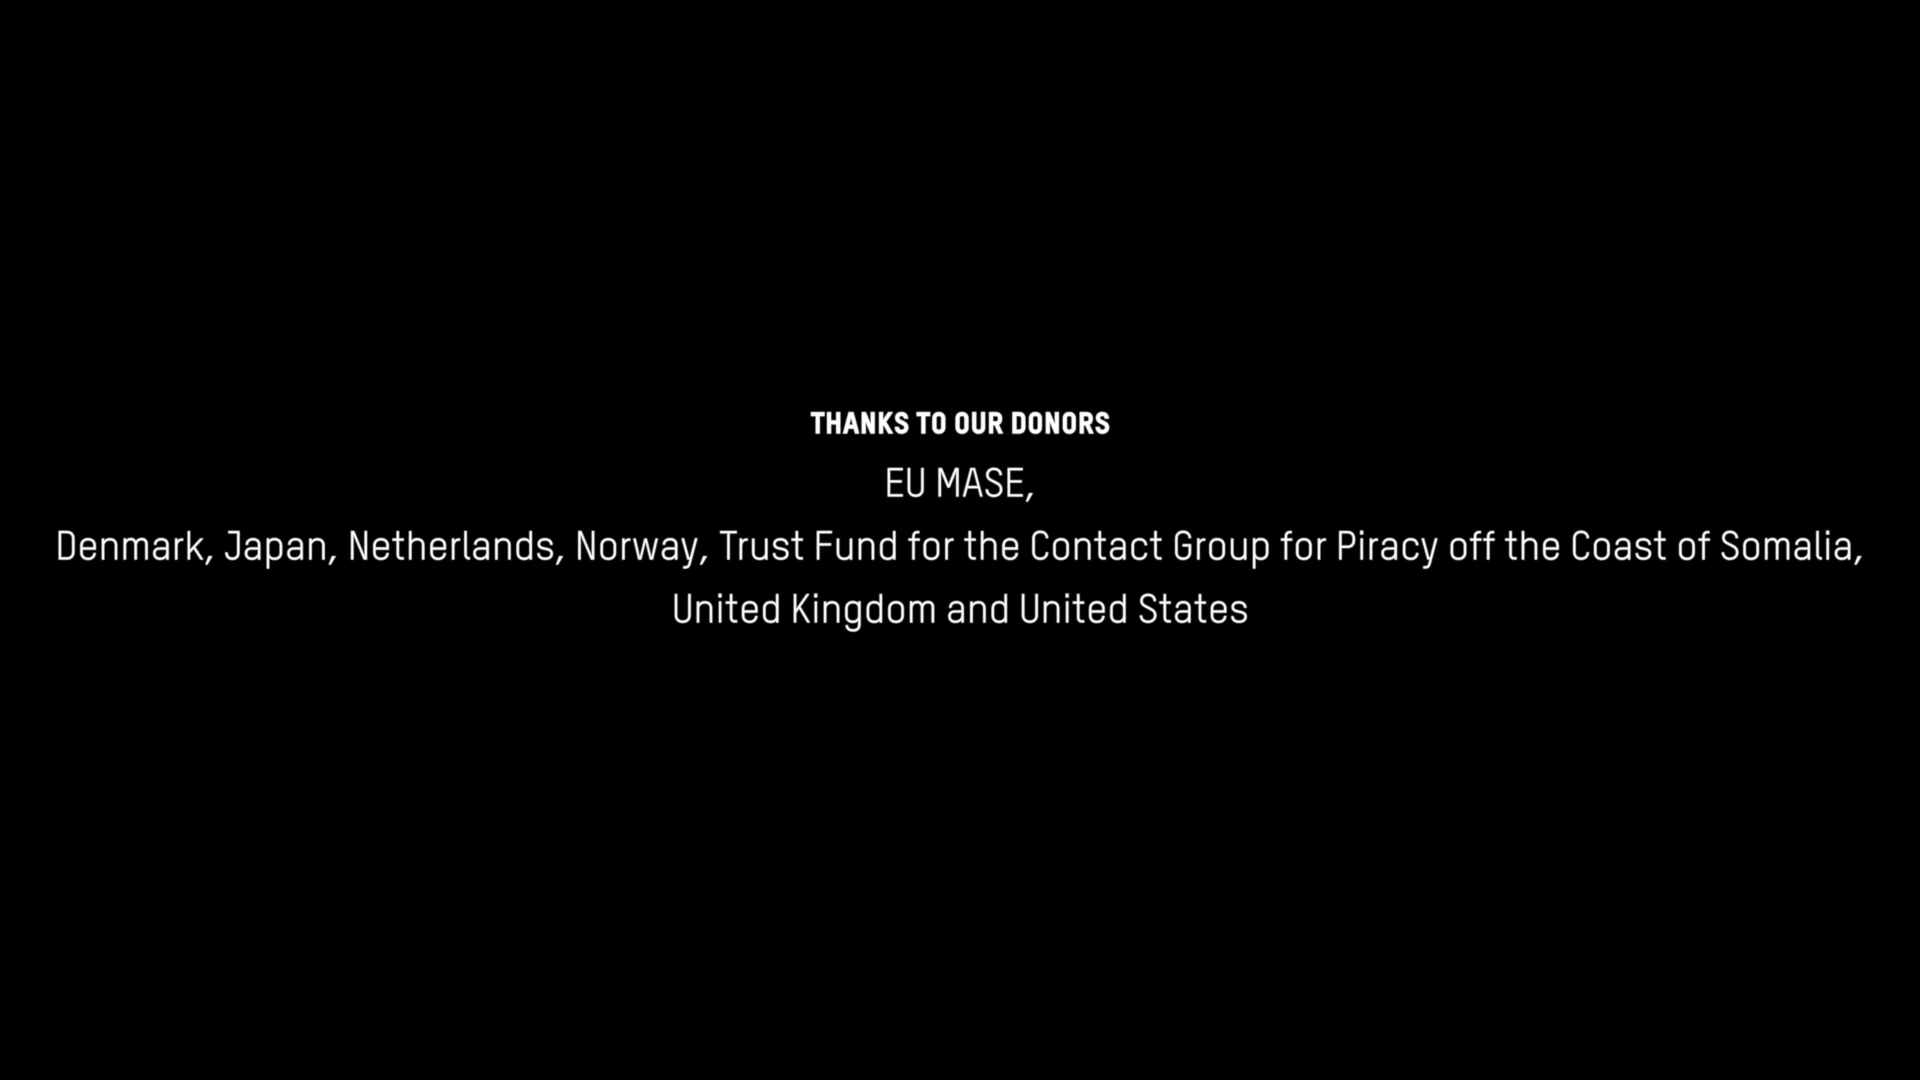 THANKS TO OUR DONORS
EU MASE,
Denmark, Japan, Netherlands, Norway, Trust Fund for the Contact Group for Piracy off the Coast of Somalia,
United Kingdom and United States